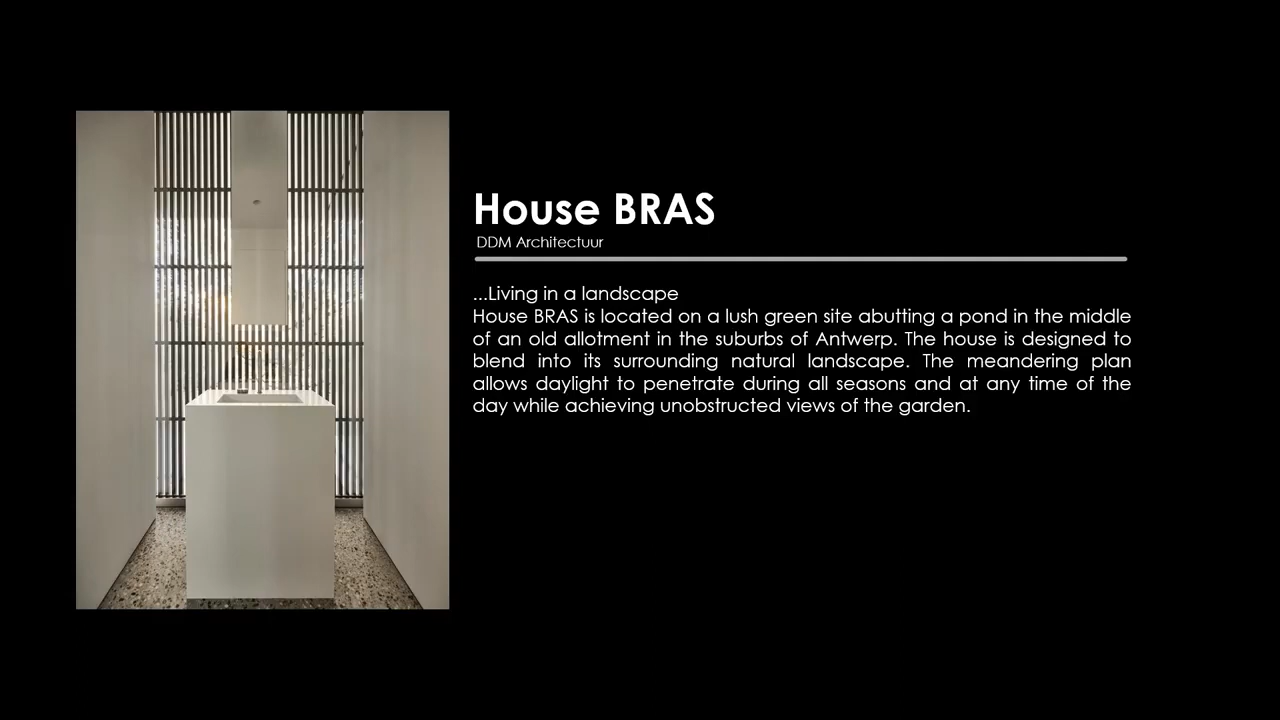 House BRAS
DDM Architectuur
...Living in a landscape
House BRAS is located on a lush green site abutting a pond in the middle
of an old allotment in the suburbs of Antwerp. The house is designed to
blend into its surrounding natural landscape. The meandering plan
allows daylight to penetrate during all seasons and at any time of the
day while achieving unobstructed views of the garden.